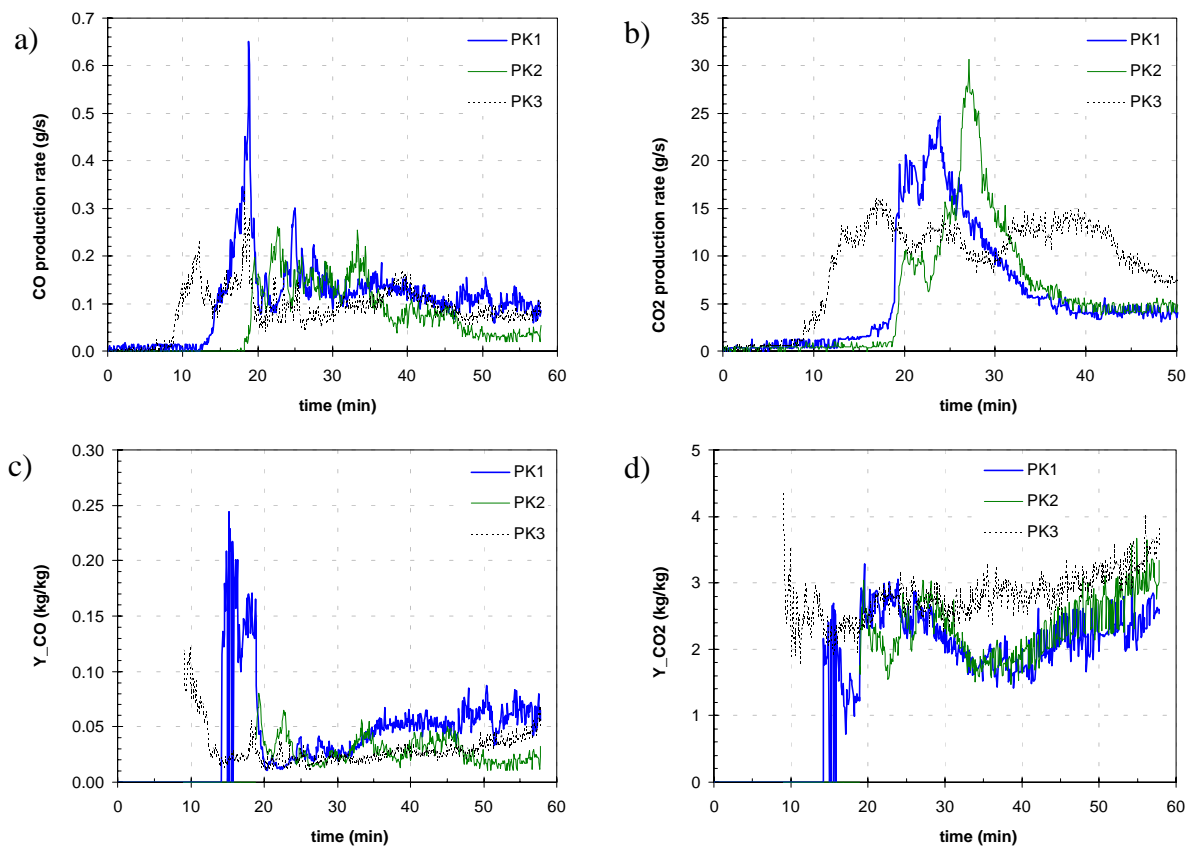 a)
CO production rate (g/s)
0.7
0.6
0.5
0.4
0.3
0.2
0.1
0.0
0 10 20 30 40 50 60
time (min)
PK1
PK2
PK3
b)
CO2 production rate (g/s)
35
30
25
20
15
10
5
0
0 10 20 30 40 50
time (min)
PK1
PK2
PK3
c)
Y_CO (kg/kg)
0.30
0.25
0.20
0.15
0.10
0.05
0.00
0 10 20 30 40 50 60
time (min)
PK1
PK2
PK3
d)
Y_CO2 (kg/kg)
5
4
3
2
1
0
0 10 20 30 40 50 60
time (min)
PK1
PK2
PK3